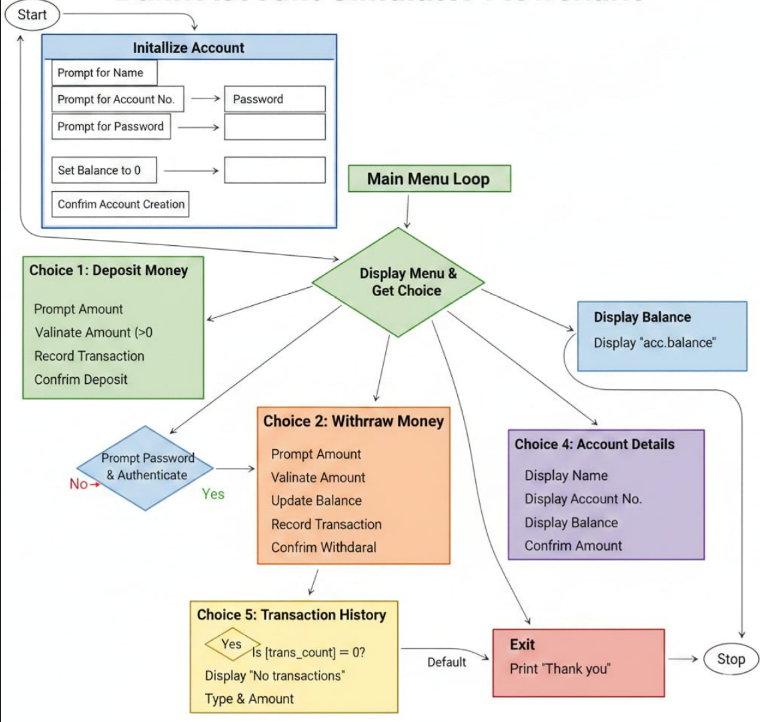 Start
Initallize Account
Prompt for Name
Prompt for Account No.
Password
Prompt for Password
Set Balance to 0
Confrim Account Creation
Main Menu Loop
Display Menu &
Get Choice
Choice 1: Deposit Money
Prompt Amount
Valinate Amount (>0
Record Transaction
Confrim Deposit
Display Balance
Display "acc.balance"
Prompt Password
& Authenticate
No
Yes
Choice 2: Withrraw Money
Prompt Amount
Valinate Amount
Update Balance
Record Transaction
Confrim Withdaral
Choice 4: Account Details
Display Name
Display Account No.
Display Balance
Confrim Amount
Choice 5: Transaction History
Yes
Is [trans_count] = 0?
Display "No transactions"
Type & Amount
Default
Exit
Print "Thank you"
Stop